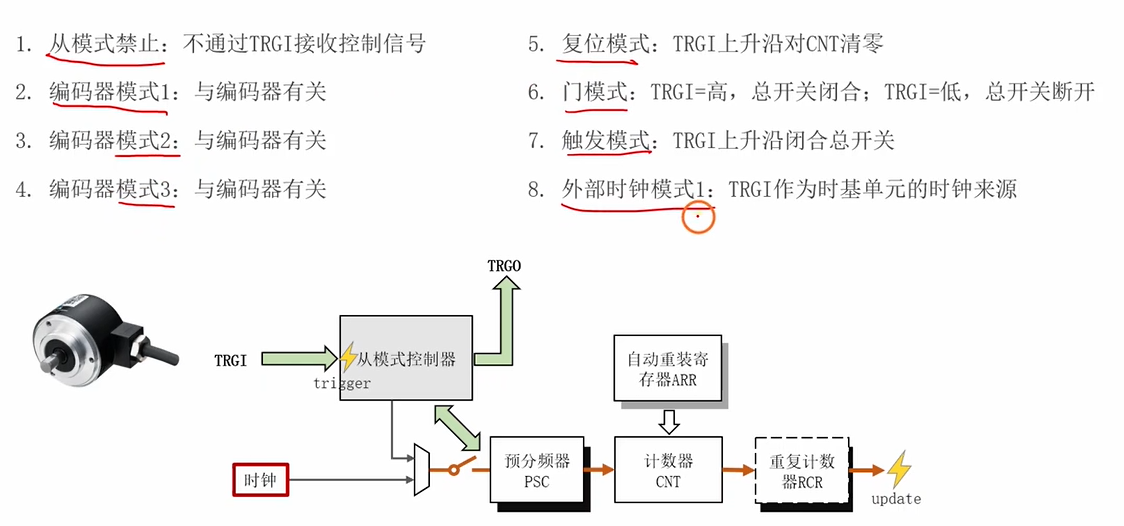 1. 从模式禁止：不通过TRGI接收控制信号
2. 编码器模式1：与编码器有关
3. 编码器模式2：与编码器有关
4. 编码器模式3：与编码器有关
5. 复位模式：TRGI上升沿对CNT清零
6. 门模式：TRGI=高，总开关闭合；TRGI=低，总开关断开
7. 触发模式：TRGI上升沿闭合总开关
8. 外部时钟模式1：TRGI作为时基单元的时钟来源
TRGO
TRGI
trigger
从模式控制器
自动重装寄
存器ARR
时钟
预分频器
PSC
计数器
CNT
重复计数
器RCR
update